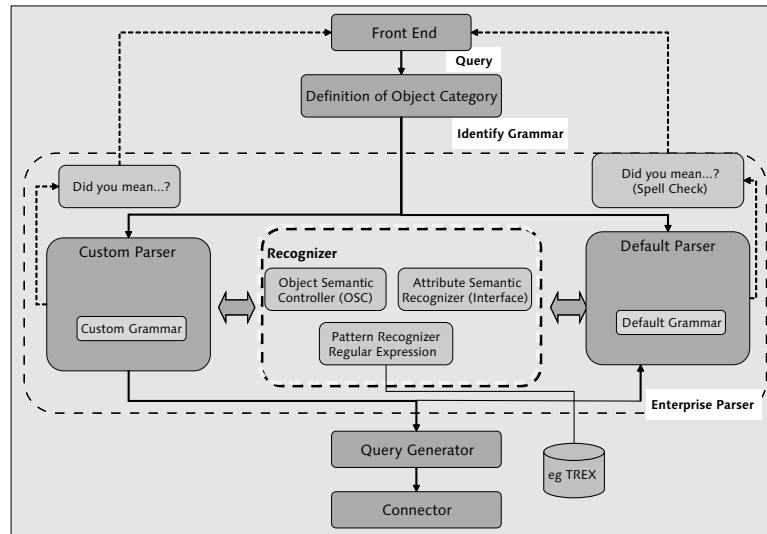 Front End
Query
Definition of Object Category
Identify Grammar
Did you mean...?
Did you mean...?
(Spell Check)
Custom Parser
Custom Grammar
Recognizer
Object Semantic
Controller (OSC)
Attribute Semantic
Recognizer (Interface)
Pattern Recognizer
Regular Expression
Default Parser
Default Grammar
Enterprise Parser
Query Generator
eg TREX
Connector